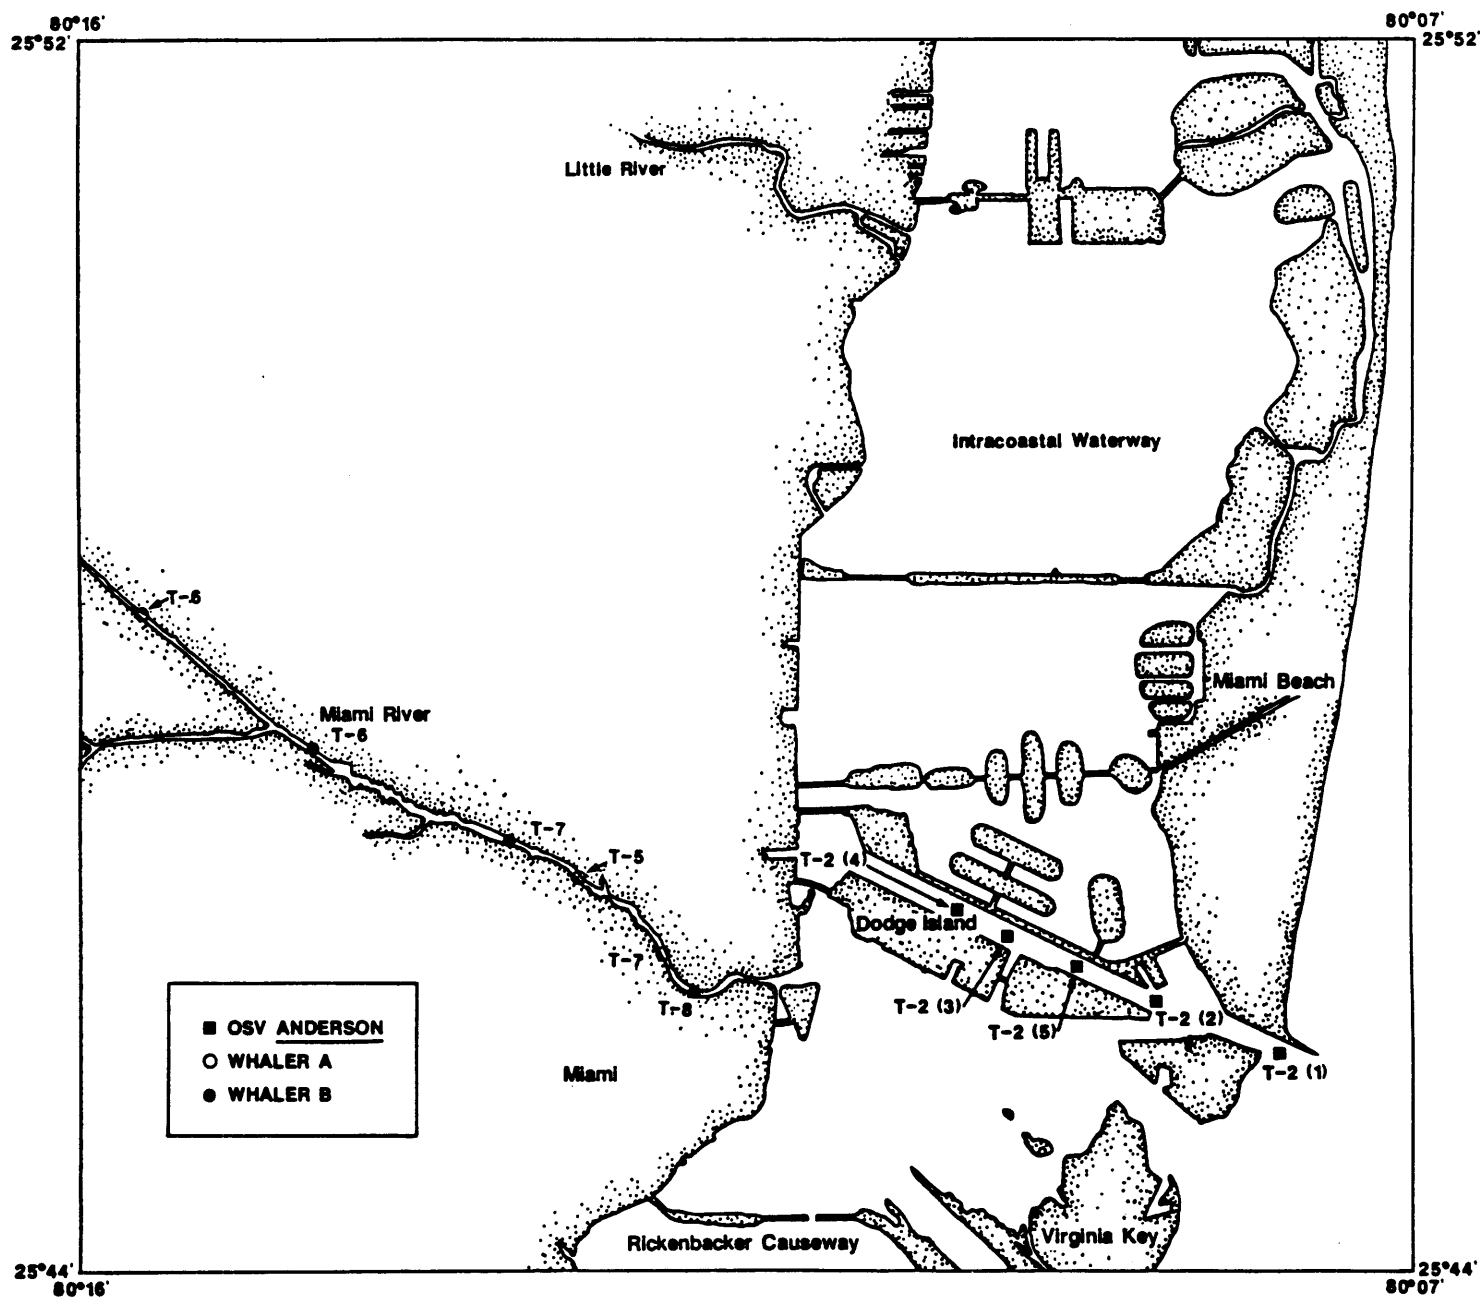 80°16'
80°07'
25°52'
25°52'
Little River
Intracoastal Waterway
T-6
Miami Beach
Miami River
T-6
T-7
T-5
T-2 (4)
Dodge Island
T-7
T-2 (3)
T-8
T-2 (2)
T-2 (5)
OSV ANDERSON
WHALER A
WHALER B
Miami
T-2 (1)
Virginia Key
Rickenbacker Causeway
25°44'
25°44'
80°16'
80°07'